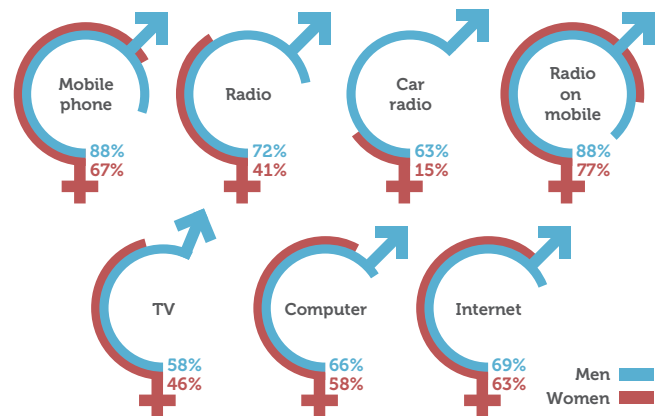 Mobile
phone
88%
67%
Radio
72%
41%
Car
radio
63%
15%
Radio
on
mobile
88%
77%
TV
58%
46%
Computer
66%
58%
Internet
69%
63%
Men
Women